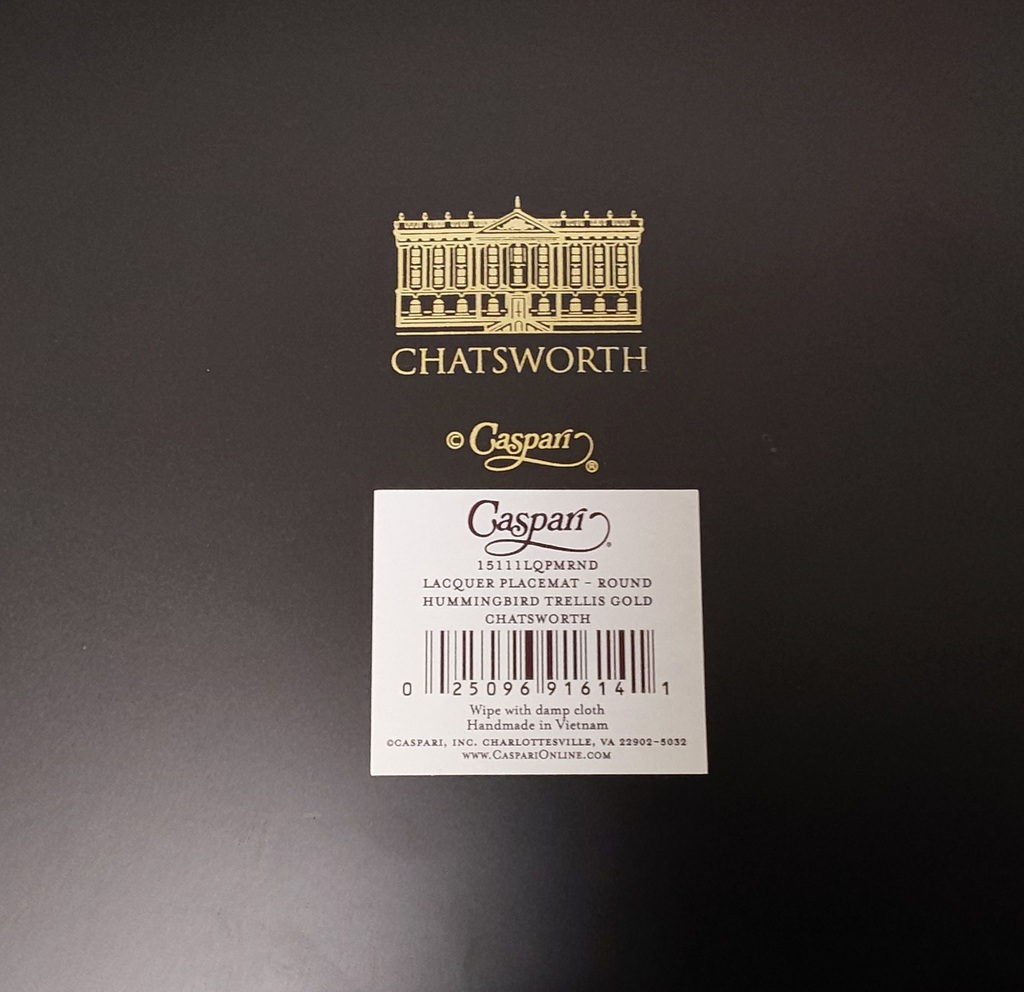 CHATSWORTH
© Caspari ®
Caspari ®
15111LQPMRND
LACQUER PLACEMAT - ROUND
HUMMINGBIRD TRELLIS GOLD
CHATSWORTH
0 25096 91614 1
Wipe with damp cloth
Handmade in Vietnam
©CASPARI, INC. CHARLOTTESVILLE, VA 22902-5032
WWW.CASPARIONLINE.COM